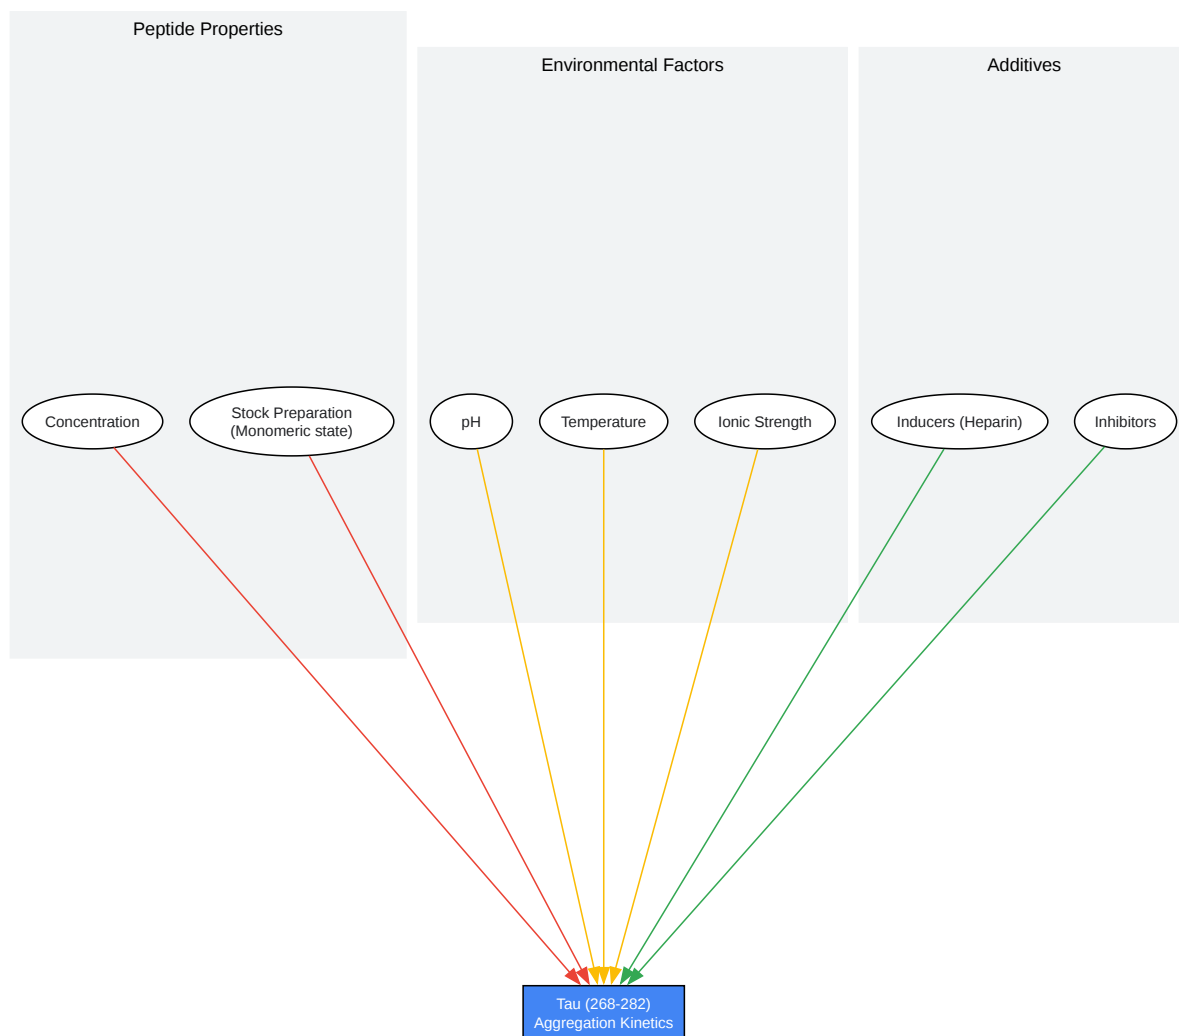 Peptide Properties
Environmental Factors
Additives
Concentration
Stock Preparation
(Monomeric state)
pH
Temperature
Ionic Strength
Inducers (Heparin)
Inhibitors
Tau (268-282)
Aggregation Kinetics